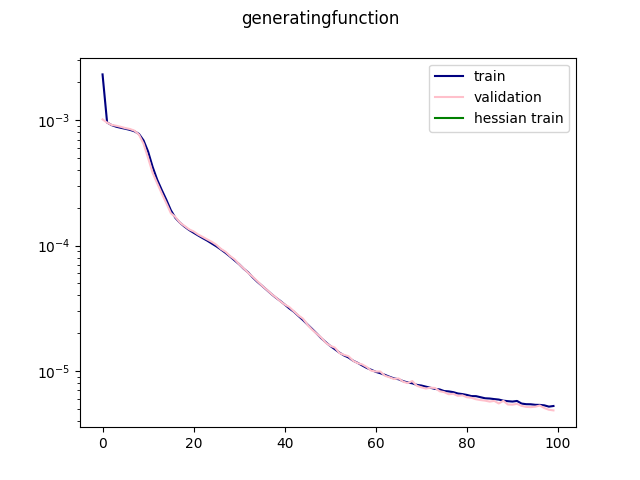 generatingfunction
train
validation
hessian train
10⁻³
10⁻⁴
10⁻⁵
0 20 40 60 80 100